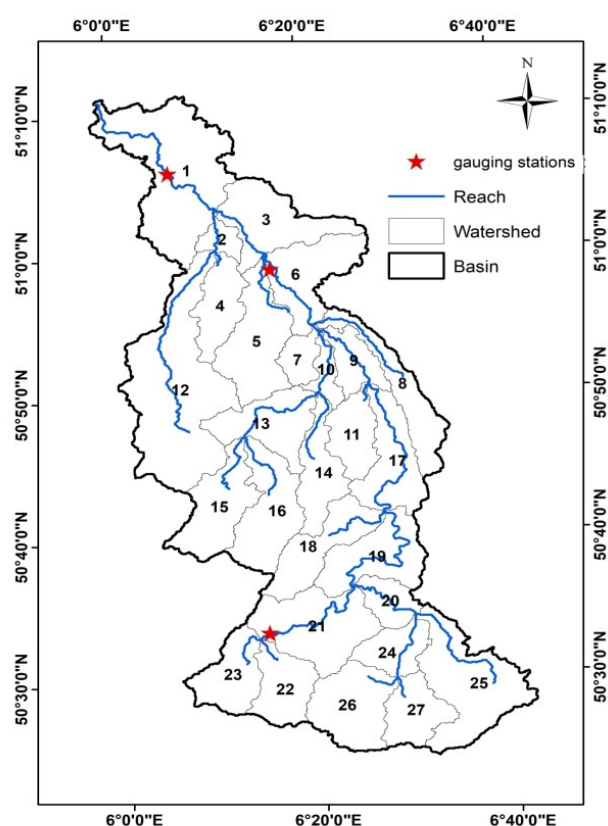 6°0'0"E 6°20'0"E 6°40'0"E
N
51°10'0"N 51°10'0"N
gauging stations
1
Reach
3
Watershed
2
51°0'0"N 6 51°0'0"N
Basin
4
5
7 10 9
8
12 50°50'0"N
50°50'0"N
13
11
14 17
15 16
50°40'0"N 18 50°40'0"N
19
20
21
24
23 25 50°30'0"N
50°30'0"N 22 26 27
6°0'0"E 6°20'0"E 6°40'0"E